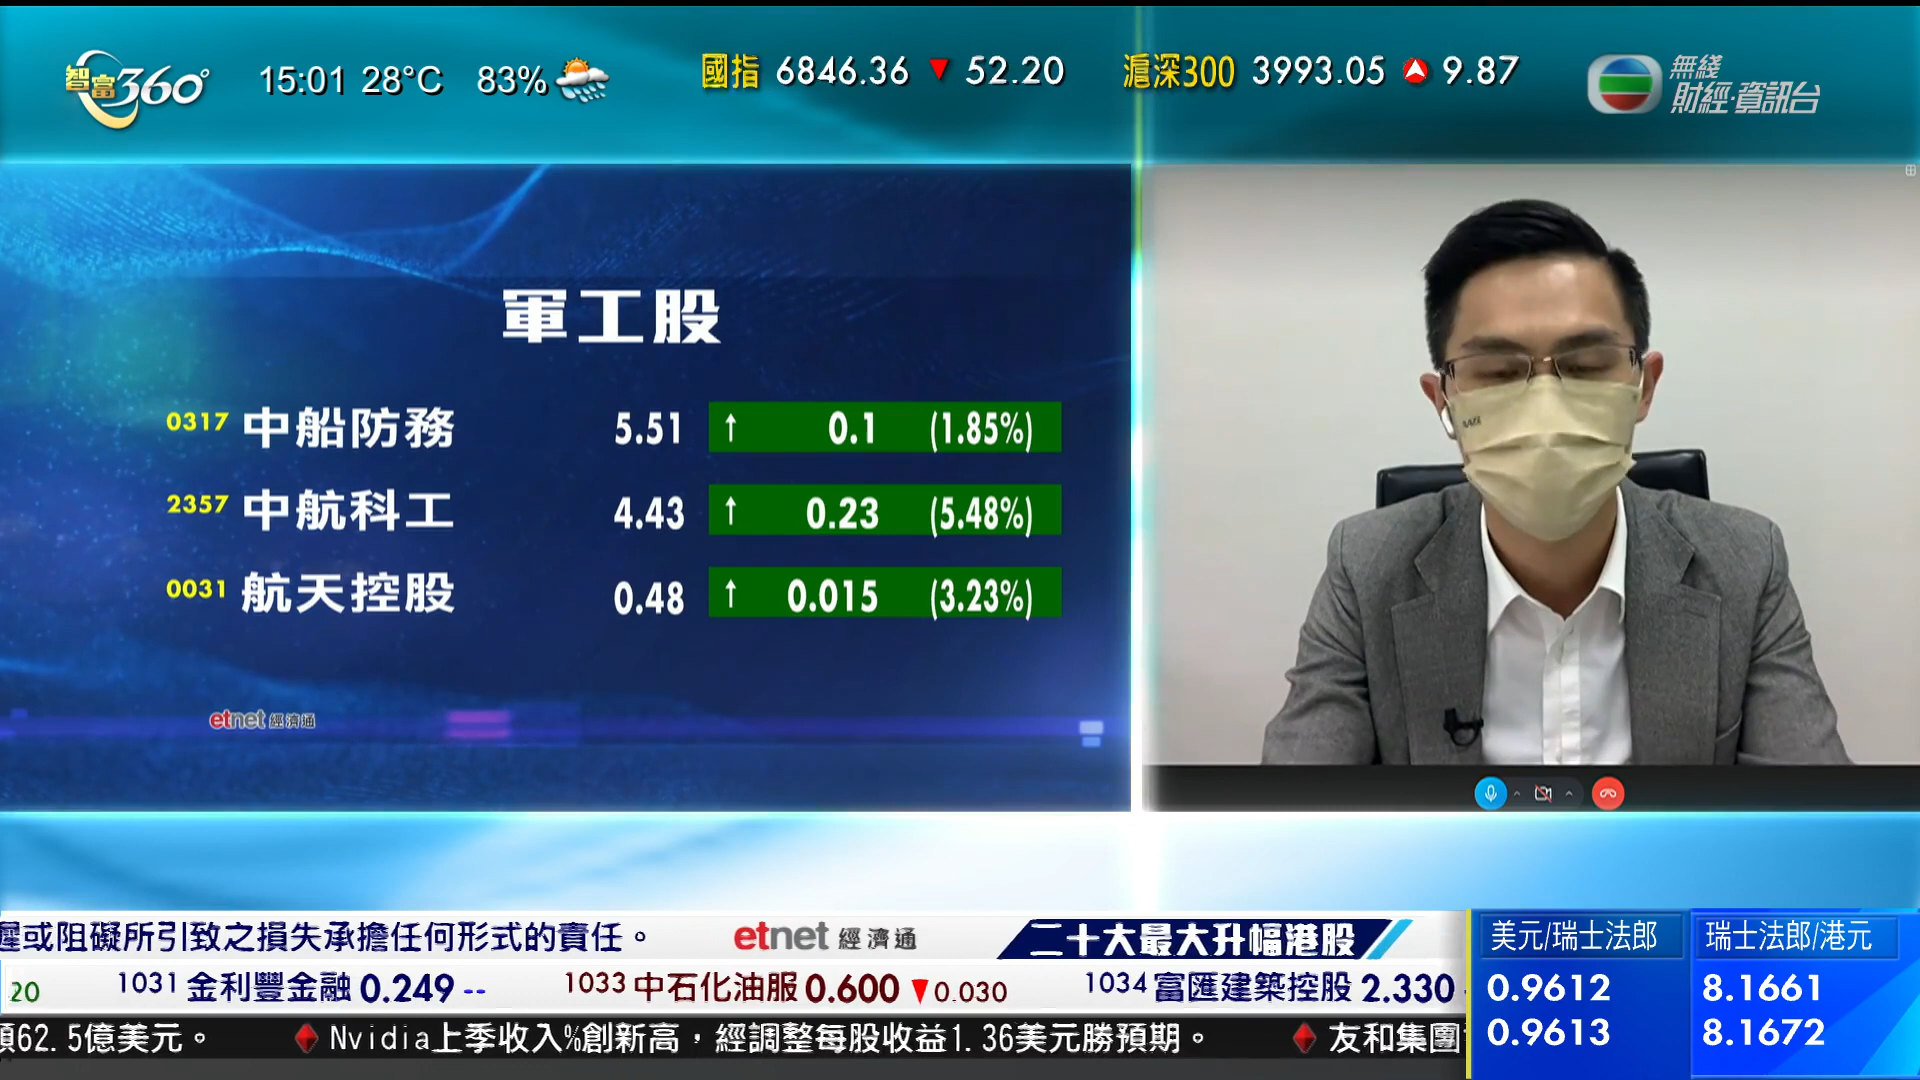 智富360°
15:01 28°C 83%
國指 6846.36 ▼ 52.20
滬深300 3993.05 ▲ 9.87
無綫
財經·資訊台
軍工股
0317 中船防務 5.51 ↑ 0.1 (1.85%)
2357 中航科工 4.43 ↑ 0.23 (5.48%)
0031 航天控股 0.48 ↑ 0.015 (3.23%)
etnet 經濟通
或阻礙所引致之損失承擔任何形式的責任。
etnet 經濟通
二十大最大升幅港股
20 1031 金利豐金融 0.249 -- 1033 中石化油服 0.600 ▼0.030 1034 富匯建築控股 2.330
62.5億美元。 Nvidia上季收入%創新高，經調整每股收益1.36美元勝預期。 友和集團
美元/瑞士法郎
0.9612
0.9613
瑞士法郎/港元
8.1661
8.1672